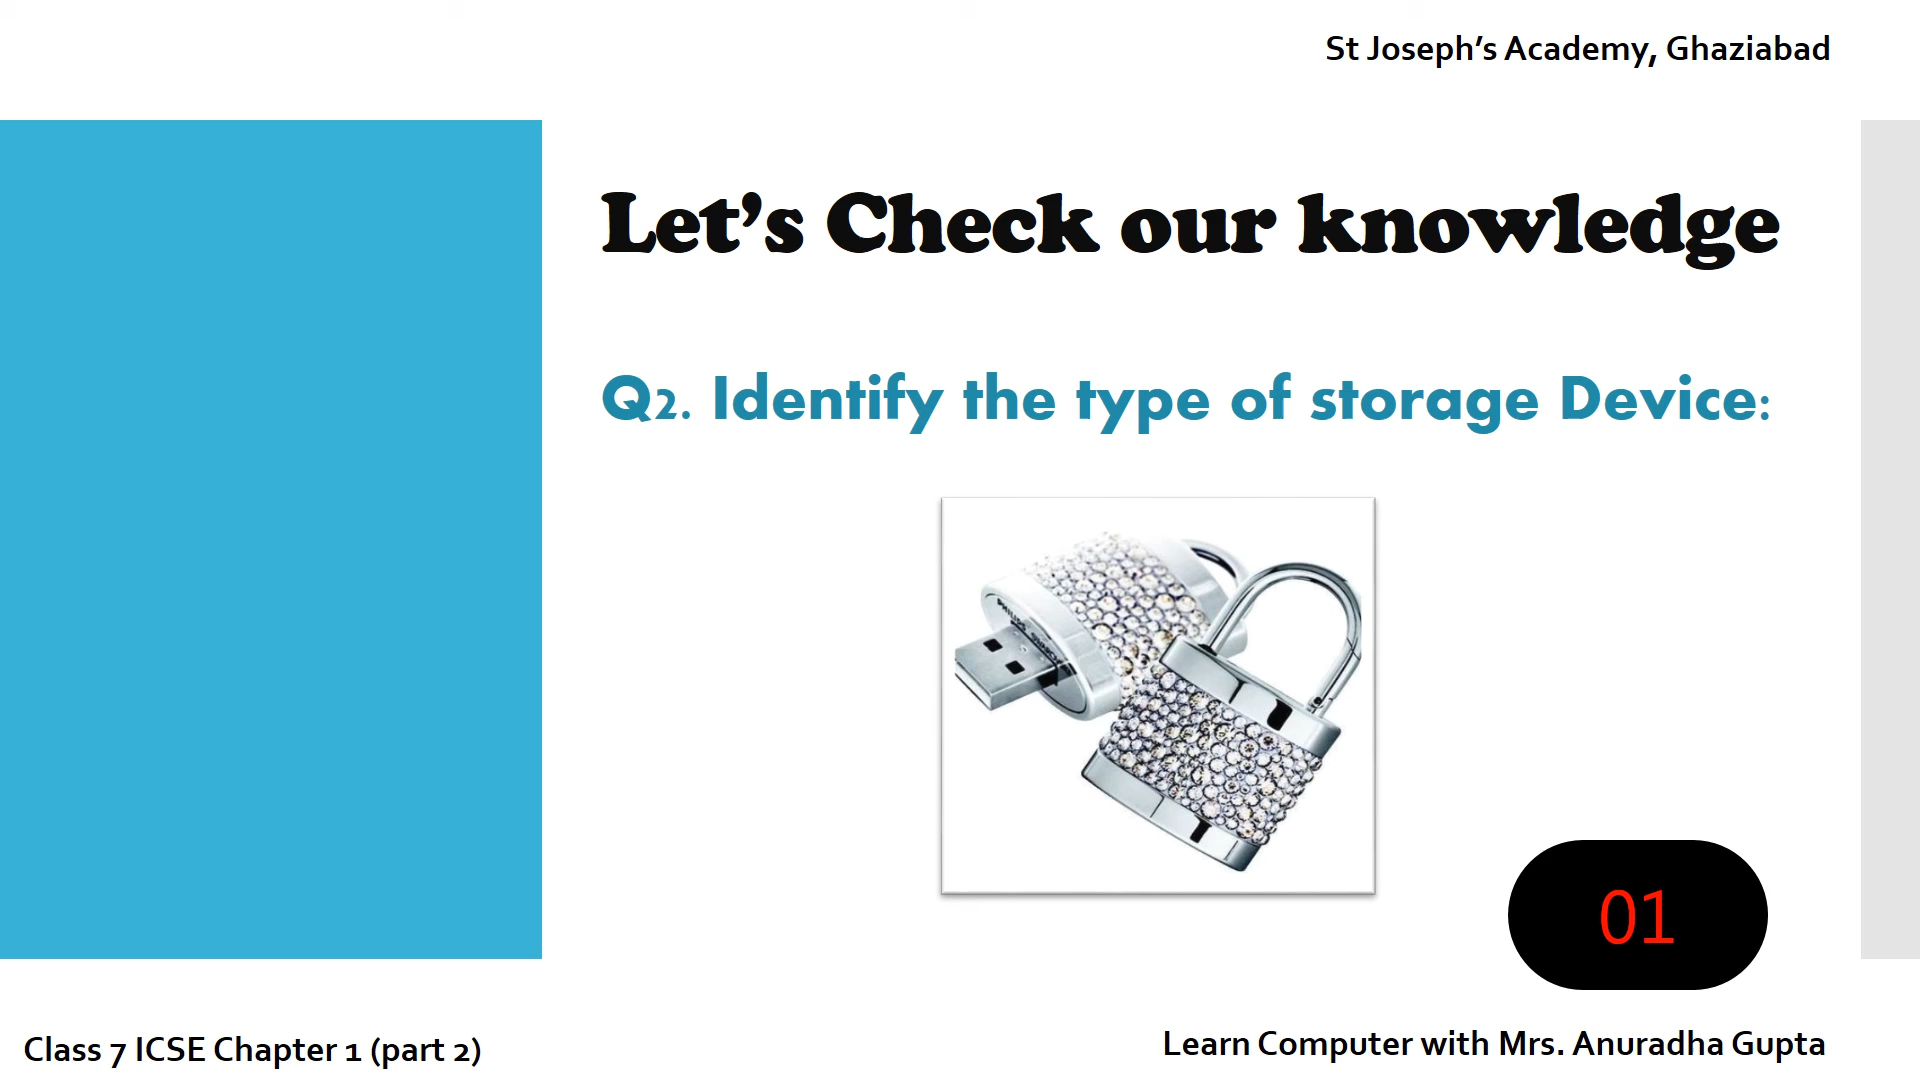 St Joseph's Academy, Ghaziabad
Let's Check our knowledge
Q2. Identify the type of storage Device:
PHILIPS
01
Class 7 ICSE Chapter 1 (part 2)
Learn Computer with Mrs. Anuradha Gupta